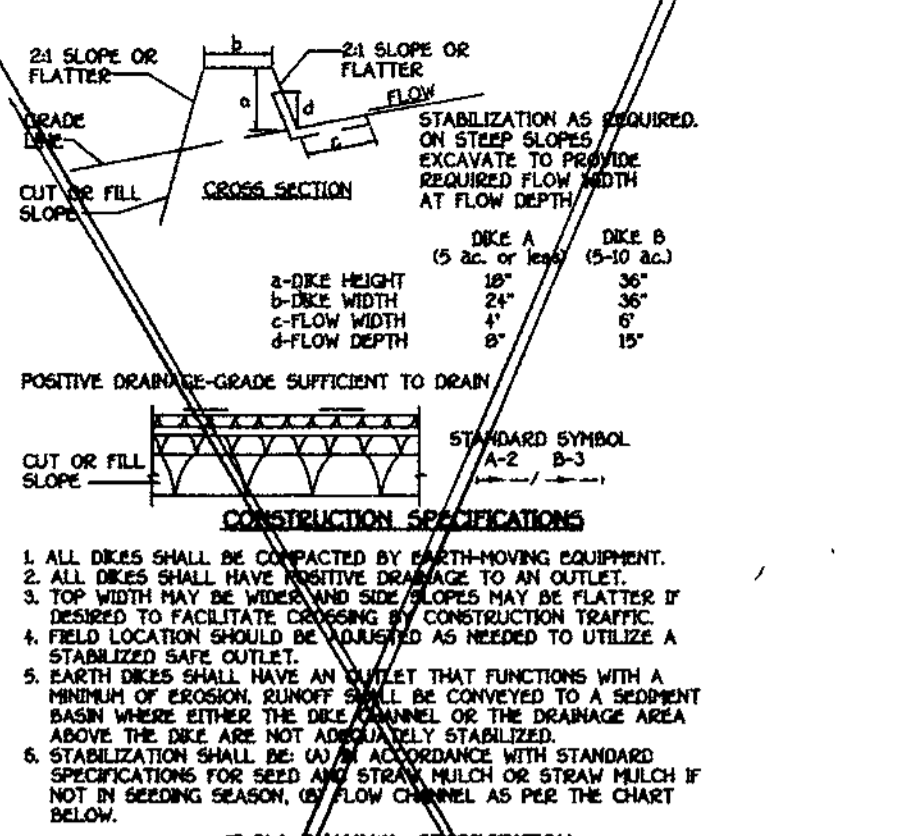 b
2:1 SLOPE OR
FLATTER
2:1 SLOPE OR
FLATTER
a
d
FLOW
c
GRADE
LINE
STABILIZATION AS REQUIRED.
ON STEEP SLOPES
EXCAVATE TO PROVIDE
REQUIRED FLOW WIDTH
AT FLOW DEPTH
CUT OR FILL
SLOPE
CROSS SECTION
DIKE A DIKE B
(5 ac. or less) (5-10 ac.)
a-DIKE HEIGHT 18" 36"
b-DIKE WIDTH 24" 36"
c-FLOW WIDTH 4' 6'
d-FLOW DEPTH 8" 15"
POSITIVE DRAINAGE-GRADE SUFFICIENT TO DRAIN
CUT OR FILL
SLOPE
STANDARD SYMBOL
A-2 B-3
CONSTRUCTION SPECIFICATIONS
1. ALL DIKES SHALL BE COMPACTED BY EARTH-MOVING EQUIPMENT.
2. ALL DIKES SHALL HAVE POSITIVE DRAINAGE TO AN OUTLET.
3. TOP WIDTH MAY BE WIDER AND SIDE SLOPES MAY BE FLATTER IF
DESIRED TO FACILITATE CROSSING BY CONSTRUCTION TRAFFIC.
4. FIELD LOCATION SHOULD BE ADJUSTED AS NEEDED TO UTILIZE A
STABILIZED SAFE OUTLET.
5. EARTH DIKES SHALL HAVE AN OUTLET THAT FUNCTIONS WITH A
MINIMUM OF EROSION. RUNOFF SHALL BE CONVEYED TO A SEDIMENT
BASIN WHERE EITHER THE DIKE CHANNEL OR THE DRAINAGE AREA
ABOVE THE DIKE ARE NOT ADEQUATELY STABILIZED.
6. STABILIZATION SHALL BE: (A) IN ACCORDANCE WITH STANDARD
SPECIFICATIONS FOR SEED AND STRAW MULCH OR STRAW MULCH IF
NOT IN SEEDING SEASON, (B) FLOW CHANNEL AS PER THE CHART
BELOW.